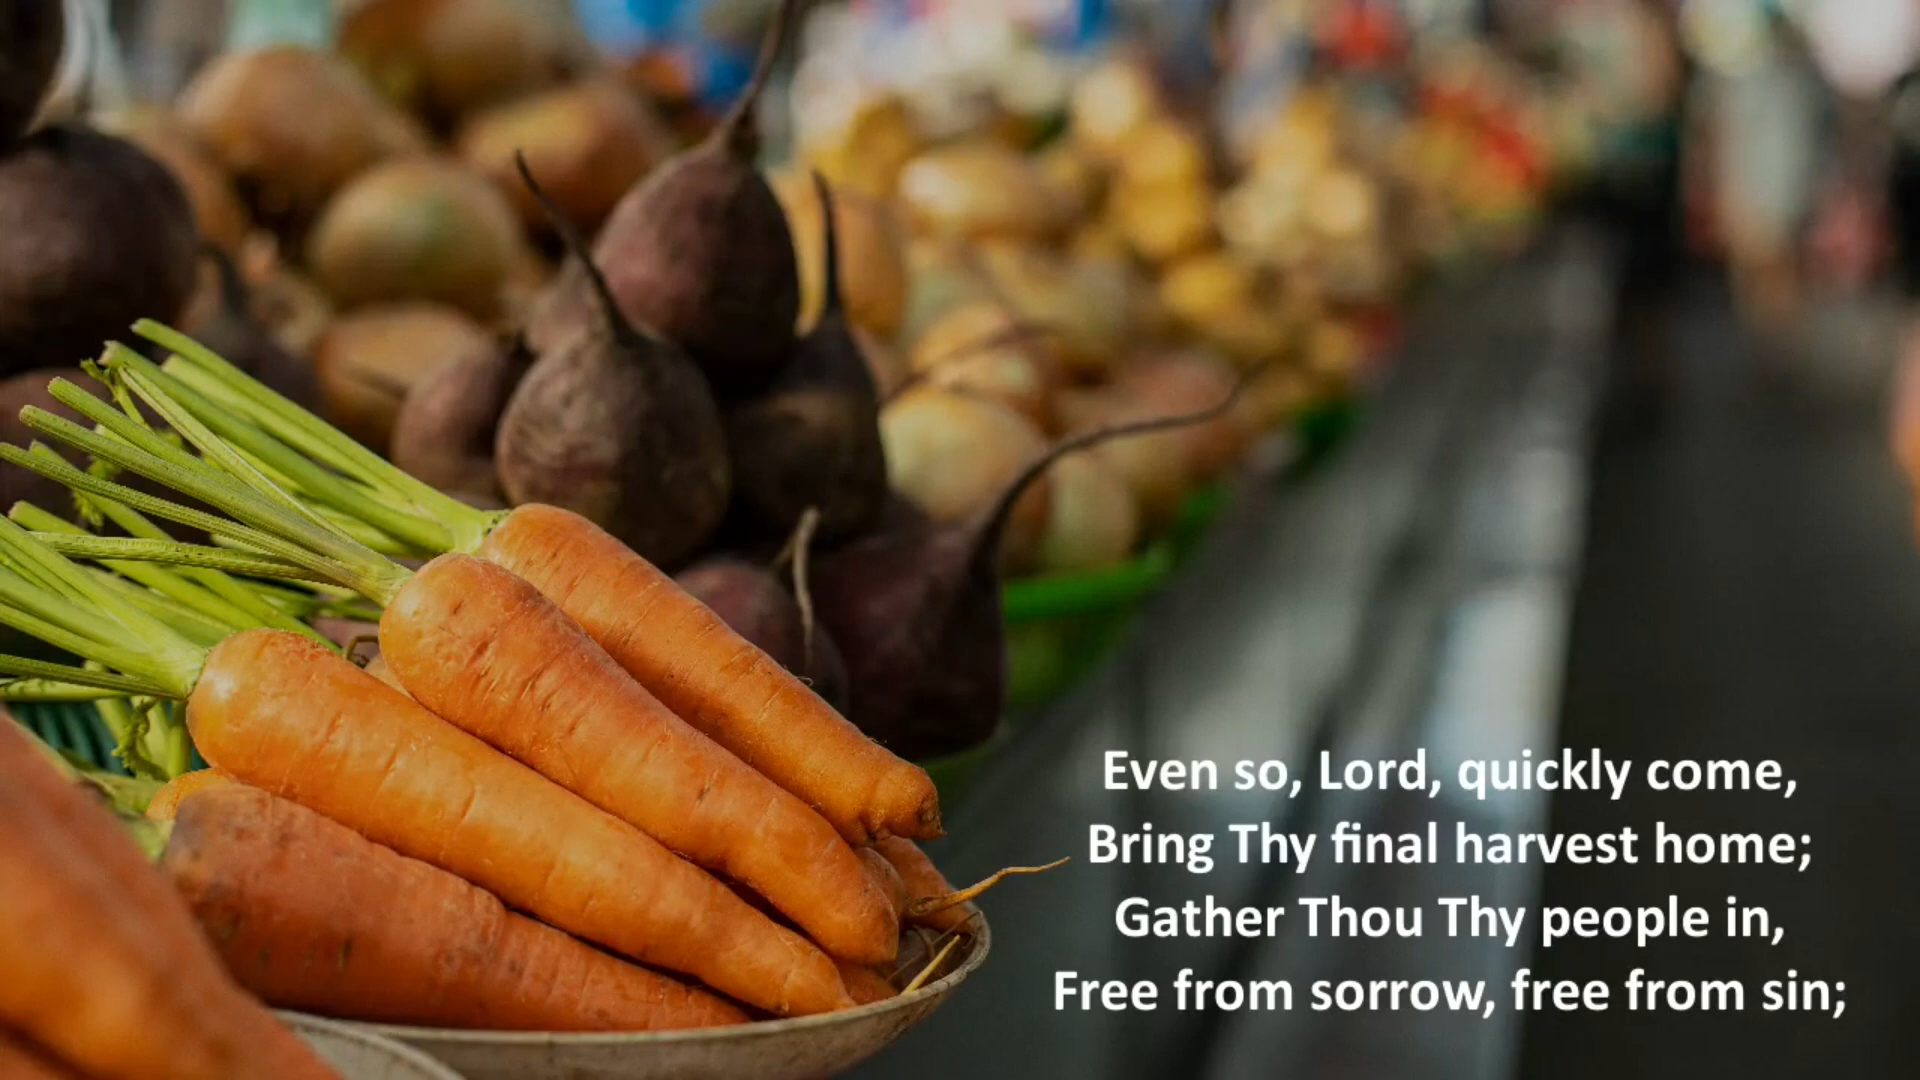 Even so, Lord, quickly come,
Bring Thy final harvest home;
Gather Thou Thy people in,
Free from sorrow, free from sin;